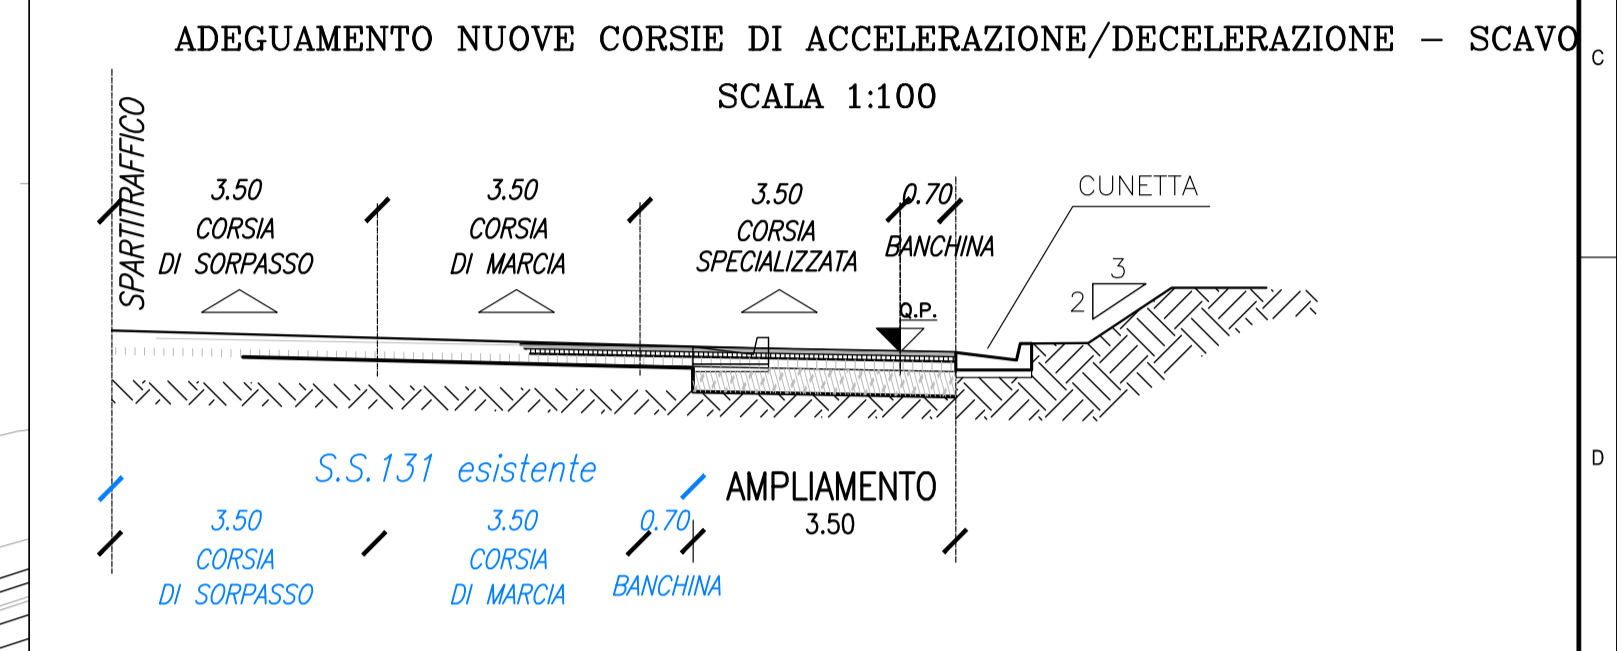 ADEGUAMENTO NUOVE CORSIE DI ACCELERAZIONE/DECELERAZIONE – SCAVO
SCALA 1:100
C
SPARTITRAFFICO
3.50
CORSIA
DI SORPASSO
3.50
CORSIA
DI MARCIA
3.50
CORSIA
SPECIALIZZATA
0.70
BANCHINA
CUNETTA
3
2
Q.P.
S.S.131 esistente
AMPLIAMENTO
3.50
3.50
CORSIA
DI SORPASSO
3.50
CORSIA
DI MARCIA
0.70
BANCHINA
D